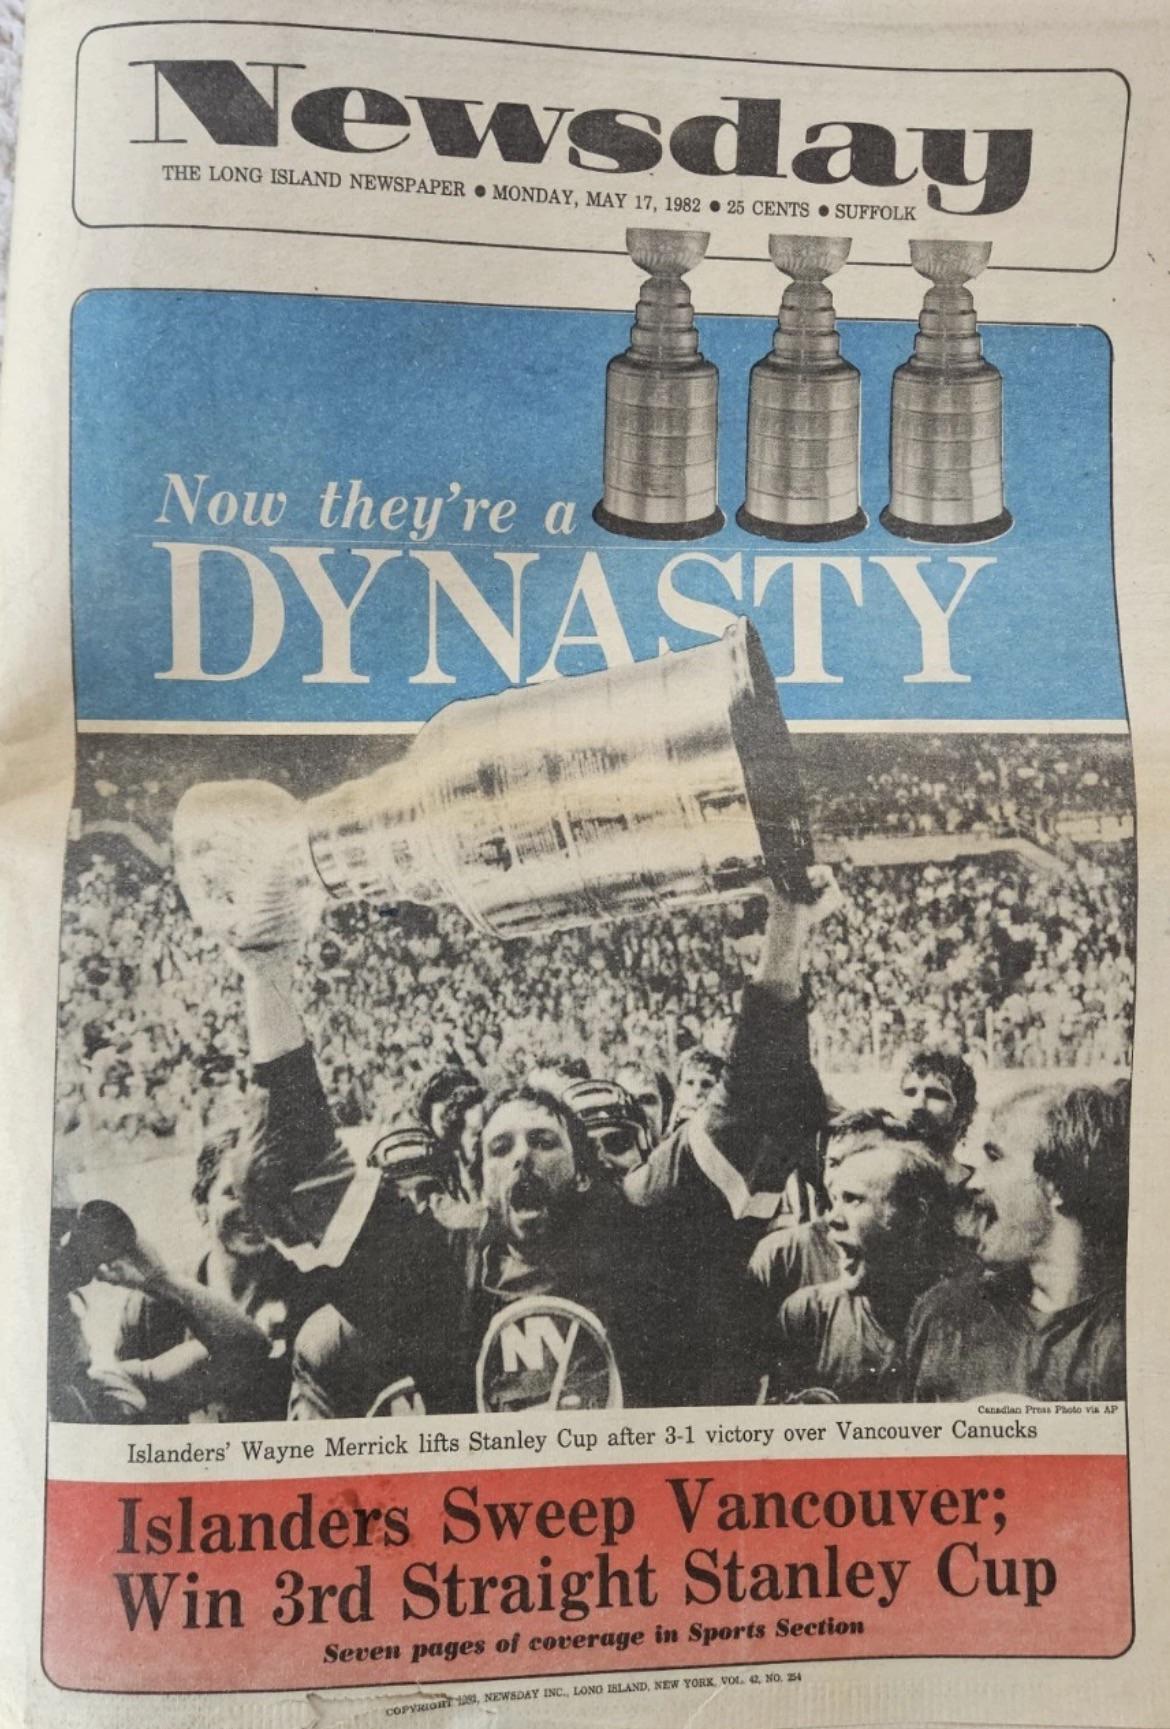 Newsday
THE LONG ISLAND NEWSPAPER ● MONDAY, MAY 17, 1982 ● 25 CENTS ● SUFFOLK
Now they're a
DYNASTY
NY
Canadian Press Photo via AP
Islanders' Wayne Merrick lifts Stanley Cup after 3-1 victory over Vancouver Canucks
Islanders Sweep Vancouver;
Win 3rd Straight Stanley Cup
Seven pages of coverage in Sports Section
COPYRIGHT 1982, NEWSDAY INC., LONG ISLAND, NEW YORK, VOL. 42, NO. 254